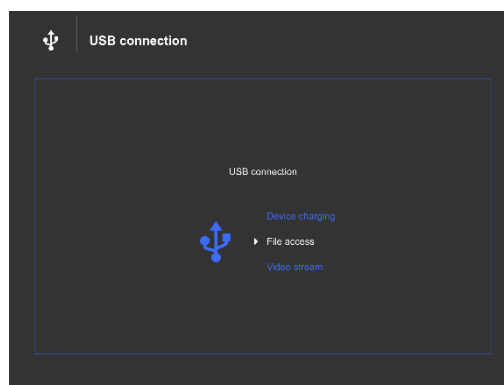 USB connection
USB connection
Device charging
File access
Video stream